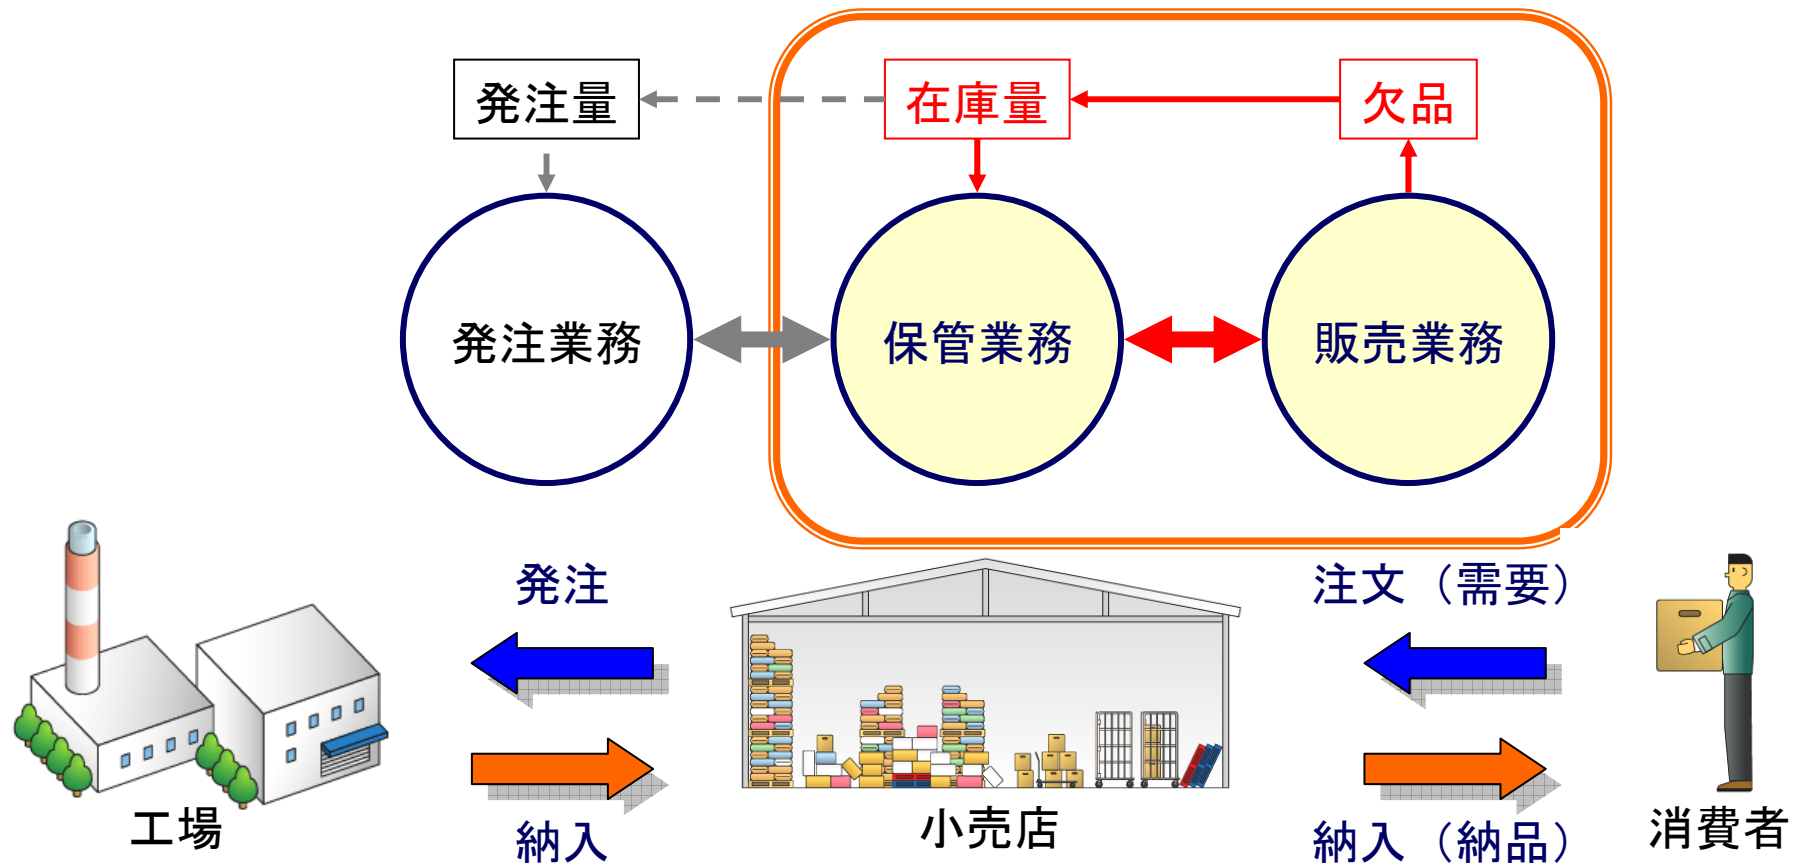 発注量
在庫量
欠品
発注業務
保管業務
販売業務
発注
注文（需要）
工場
納入
小売店
納入（納品）
消費者